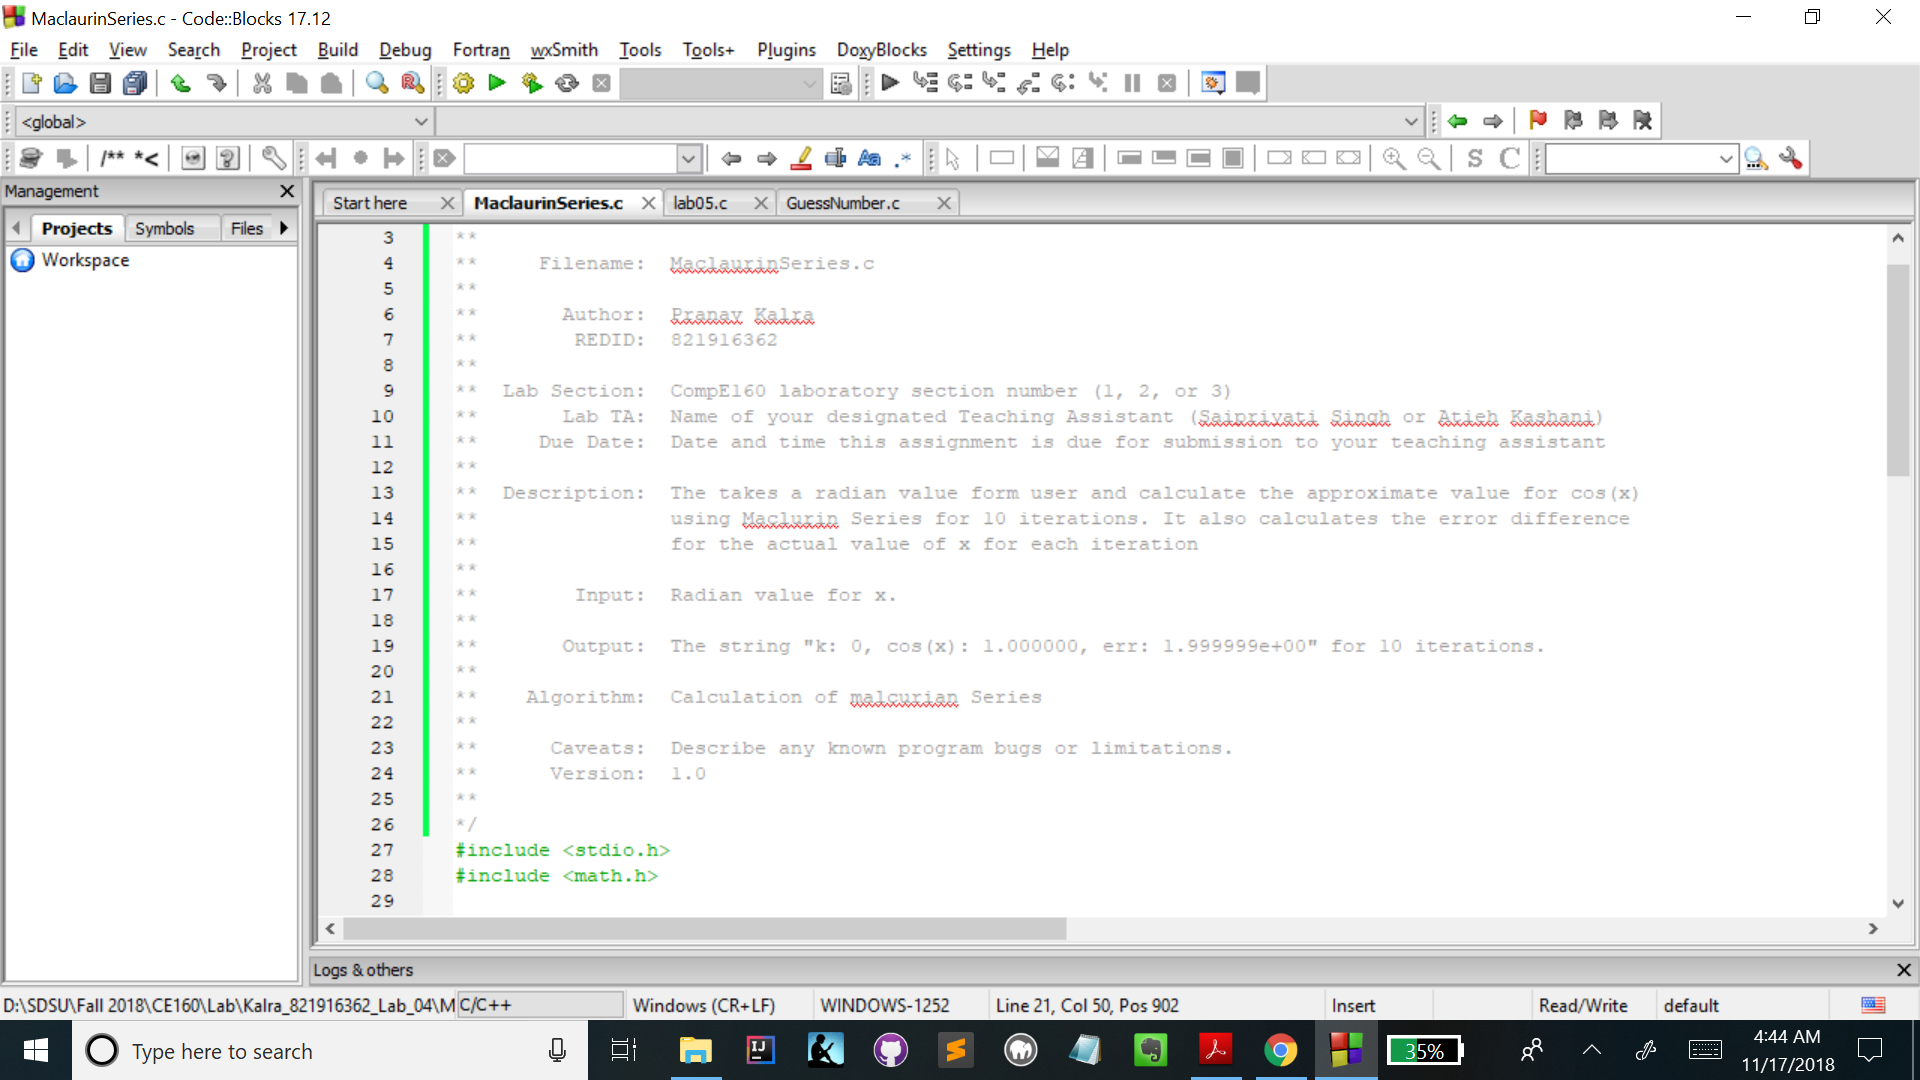 MaclaurinSeries.c - Code::Blocks 17.12
File Edit View Search Project Build Debug Fortran wxSmith Tools Tools+ Plugins DoxyBlocks Settings Help
<global>
/** *<
Aa .*
S C
Management
Start here MaclaurinSeries.c lab05.c GuessNumber.c
Projects Symbols Files
Workspace
3 **
4 ** Filename: MaclaurinSeries.c
5 **
6 ** Author: Pranav Kalra
7 ** REDID: 821916362
8 **
9 ** Lab Section: CompE160 laboratory section number (1, 2, or 3)
10 ** Lab TA: Name of your designated Teaching Assistant (Saipriyati Singh or Atieh Kashani)
11 ** Due Date: Date and time this assignment is due for submission to your teaching assistant
12 **
13 ** Description: The takes a radian value form user and calculate the approximate value for cos(x)
14 ** using Maclurin Series for 10 iterations. It also calculates the error difference
15 ** for the actual value of x for each iteration
16 **
17 ** Input: Radian value for x.
18 **
19 ** Output: The string "k: 0, cos(x): 1.000000, err: 1.999999e+00" for 10 iterations.
20 **
21 ** Algorithm: Calculation of malcurian Series
22 **
23 ** Caveats: Describe any known program bugs or limitations.
24 ** Version: 1.0
25 **
26 */
27 #include <stdio.h>
28 #include <math.h>
29
Logs & others
D:\SDSU\Fall 2018\CE160\Lab\Kalra_821916362_Lab_04\M C/C++ Windows (CR+LF) WINDOWS-1252 Line 21, Col 50, Pos 902 Insert Read/Write default
Type here to search
IJ
35%
4:44 AM
11/17/2018